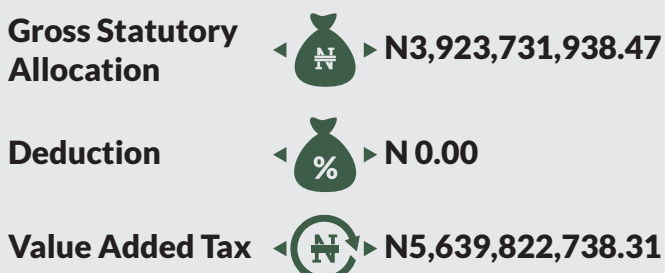 Gross Statutory
Allocation
₦
N3,923,731,938.47
Deduction
%
N 0.00
Value Added Tax
₦
N5,639,822,738.31